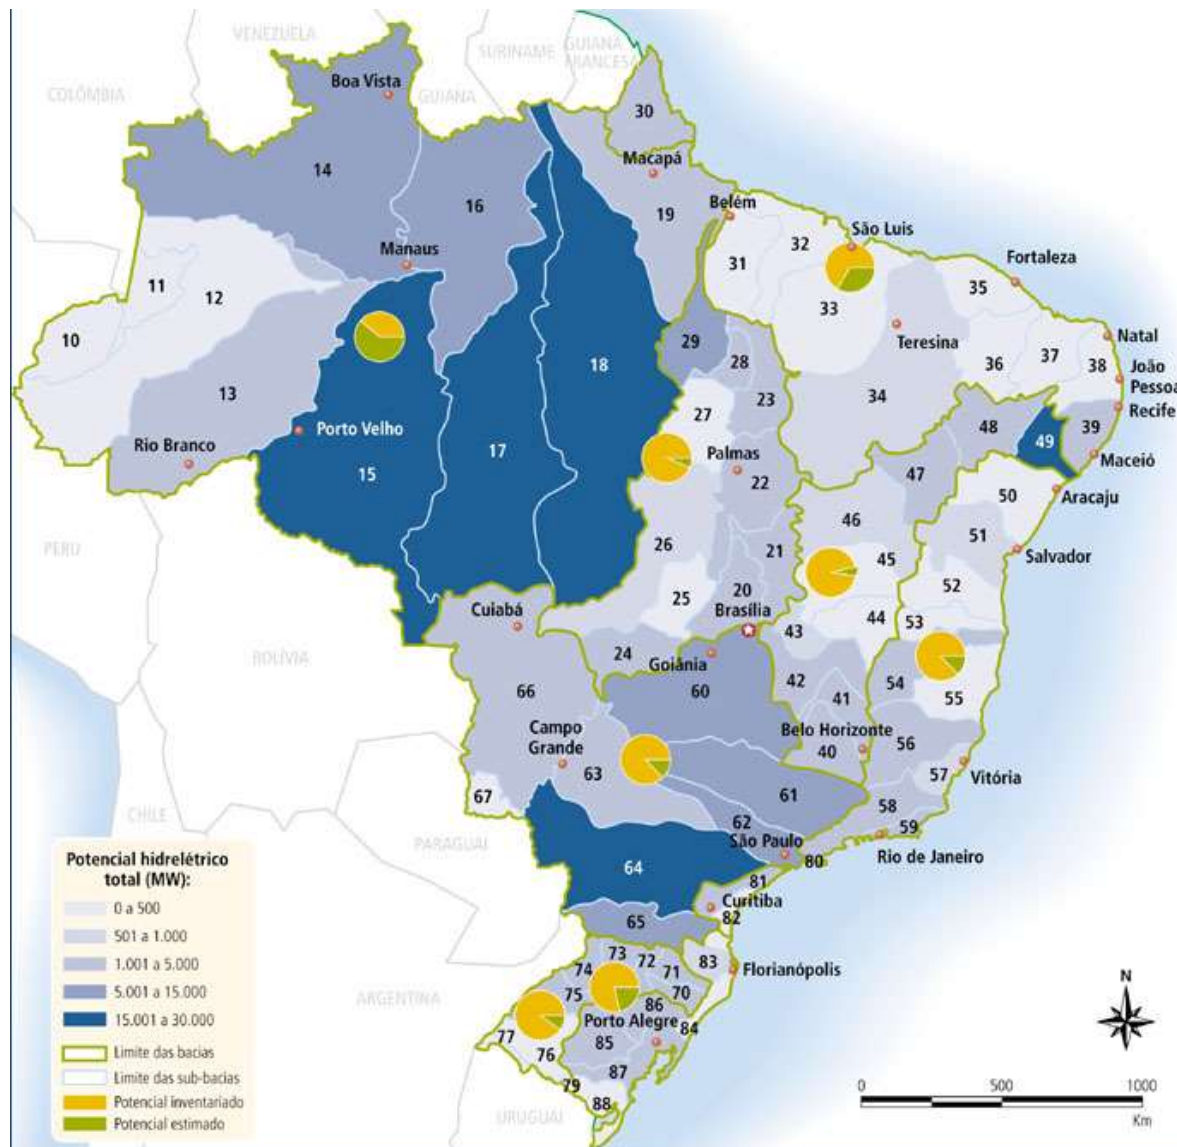 VENEZUELA
SURINAME
GUIANA
FRANCESA
COLÔMBIA
GUIANA
Boa Vista
30
Macapá
14
16
19
Belém
São Luis
32
31
Fortaleza
Manaus
11
12
35
33
10
29
Teresina
Natal
28
36
37
38
João
Pessoa
18
13
27
23
34
Recife
Rio Branco
Porto Velho
17
48
49
39
Palmas
Maceió
15
22
47
Aracaju
50
46
PERU
26
21
45
51
Salvador
20
52
25
Cuiabá
Brasília
44
53
43
BOLÍVIA
24
Goiânia
42
54
66
60
41
55
Campo
Grande
Belo Horizonte
56
40
63
57
Vitória
67
61
58
CHILE
62
59
PARAGUAI
São Paulo
80
Rio de Janeiro
64
81
Curitiba
82
65
73
72
83
74
71
Florianópolis
75
70
ARGENTINA
86
Porto Alegre
84
77
85
76
87
79
88
URUGUAI
Potencial hidrelétrico
total (MW):
0 a 500
501 a 1.000
1.001 a 5.000
5.001 a 15.000
15.001 a 30.000
Limite das bacias
Limite das sub-bacias
Potencial inventariado
Potencial estimado
N
0 500 1000
Km